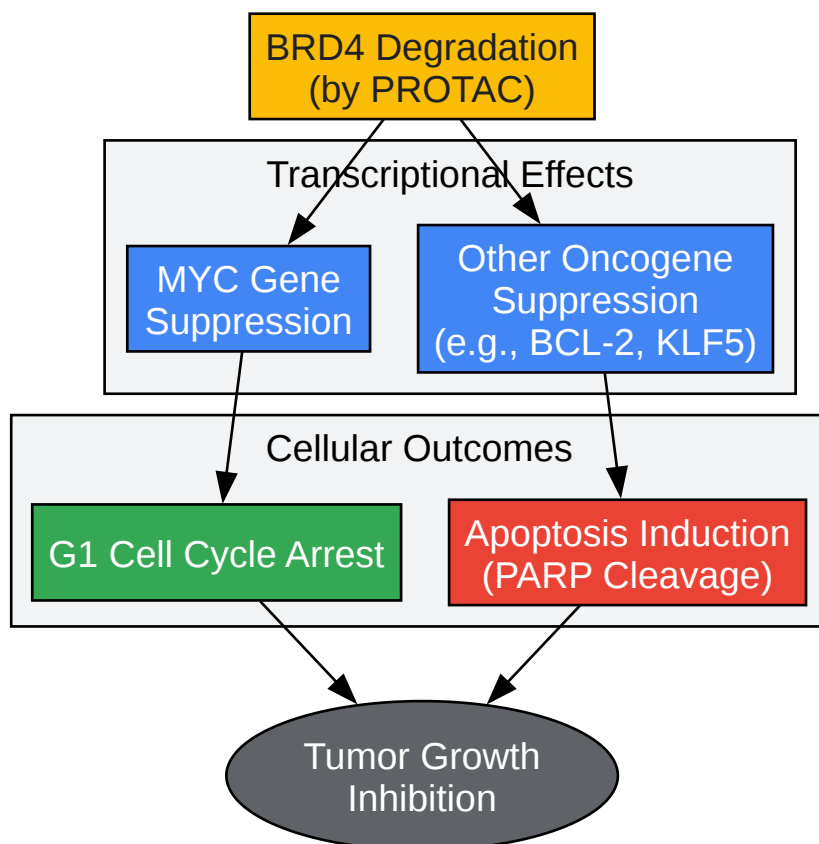 BRD4 Degradation
(by PROTAC)
Transcriptional Effects
MYC Gene
Suppression
Other Oncogene
Suppression
(e.g., BCL-2, KLF5)
Cellular Outcomes
G1 Cell Cycle Arrest
Apoptosis Induction
(PARP Cleavage)
Tumor Growth
Inhibition